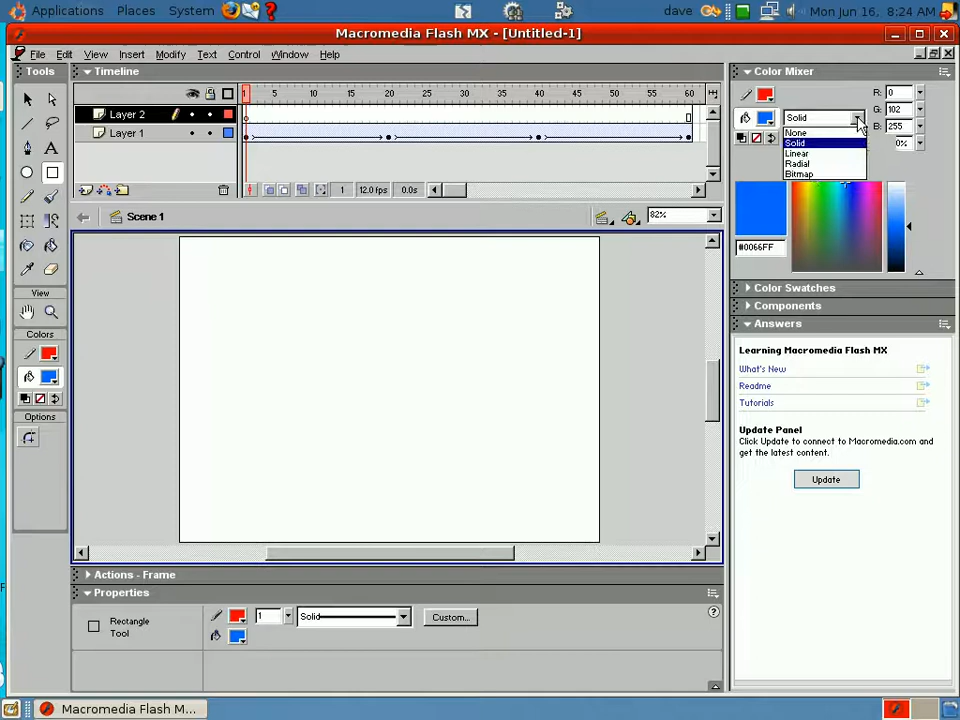 Applications Places System dave Mon Jun 16, 8:24 AM
Macromedia Flash MX - [Untitled-1]
File Edit View Insert Modify Text Control Window Help
Tools
Timeline
1 5 10 15 20 25 30 35 40 45 50 55 60 65
Layer 2
Layer 1
1 12.0 fps 0.0s
Scene 1
82%
View
Colors
Options
Color Mixer
R: 0
Solid G: 102
None B: 255
Solid 0%
Linear
Radial
Bitmap
#0066FF
Color Swatches
Components
Answers
Learning Macromedia Flash MX
What's New
Readme
Tutorials
Update Panel
Click Update to connect to Macromedia.com and
get the latest content.
Update
Actions - Frame
Properties
Rectangle
Tool
1 Solid Custom...
Macromedia Flash M...